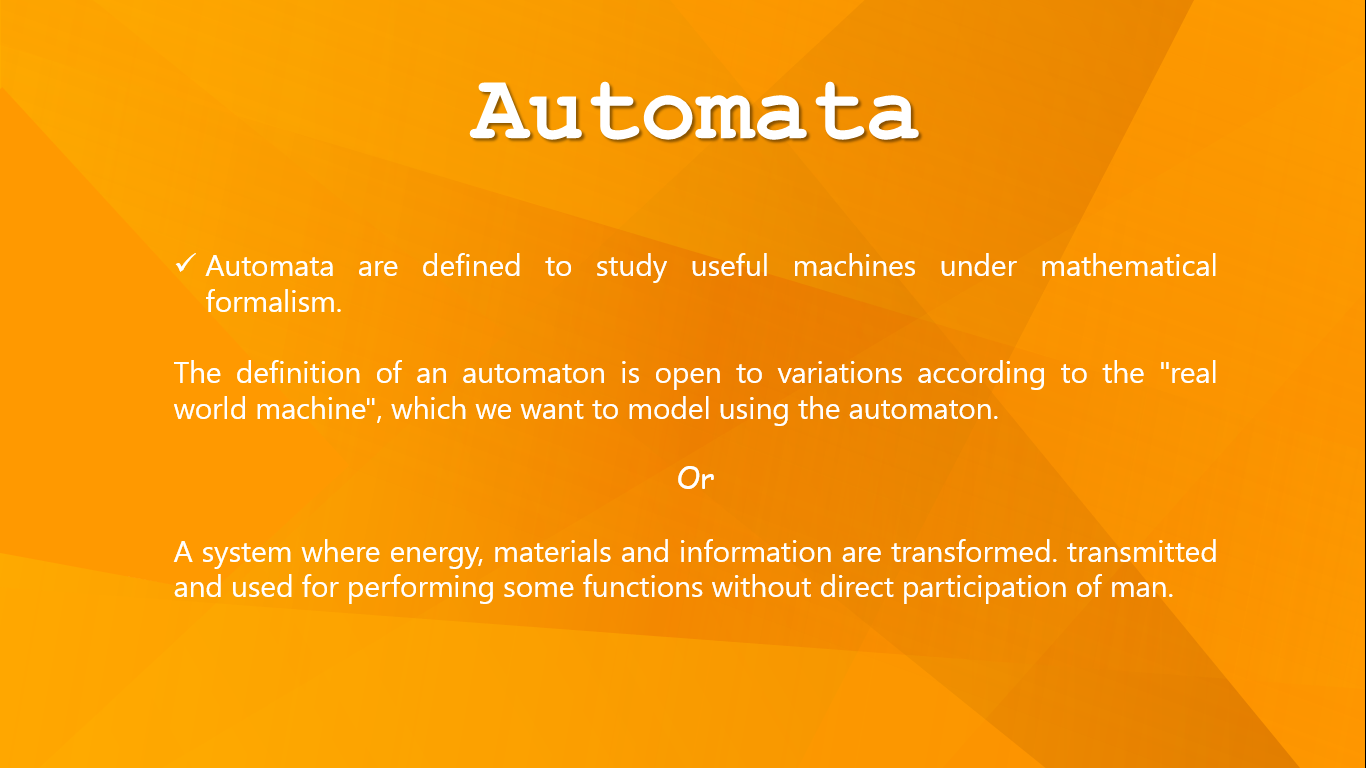 Automata
✓ Automata are defined to study useful machines under mathematical
formalism.
The definition of an automaton is open to variations according to the "real
world machine", which we want to model using the automaton.
Or
A system where energy, materials and information are transformed. transmitted
and used for performing some functions without direct participation of man.